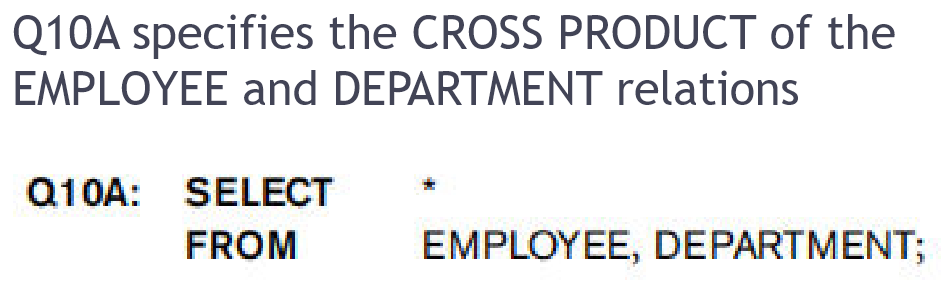 Q10A specifies the CROSS PRODUCT of the
EMPLOYEE and DEPARTMENT relations
Q10A: SELECT *
FROM EMPLOYEE, DEPARTMENT;